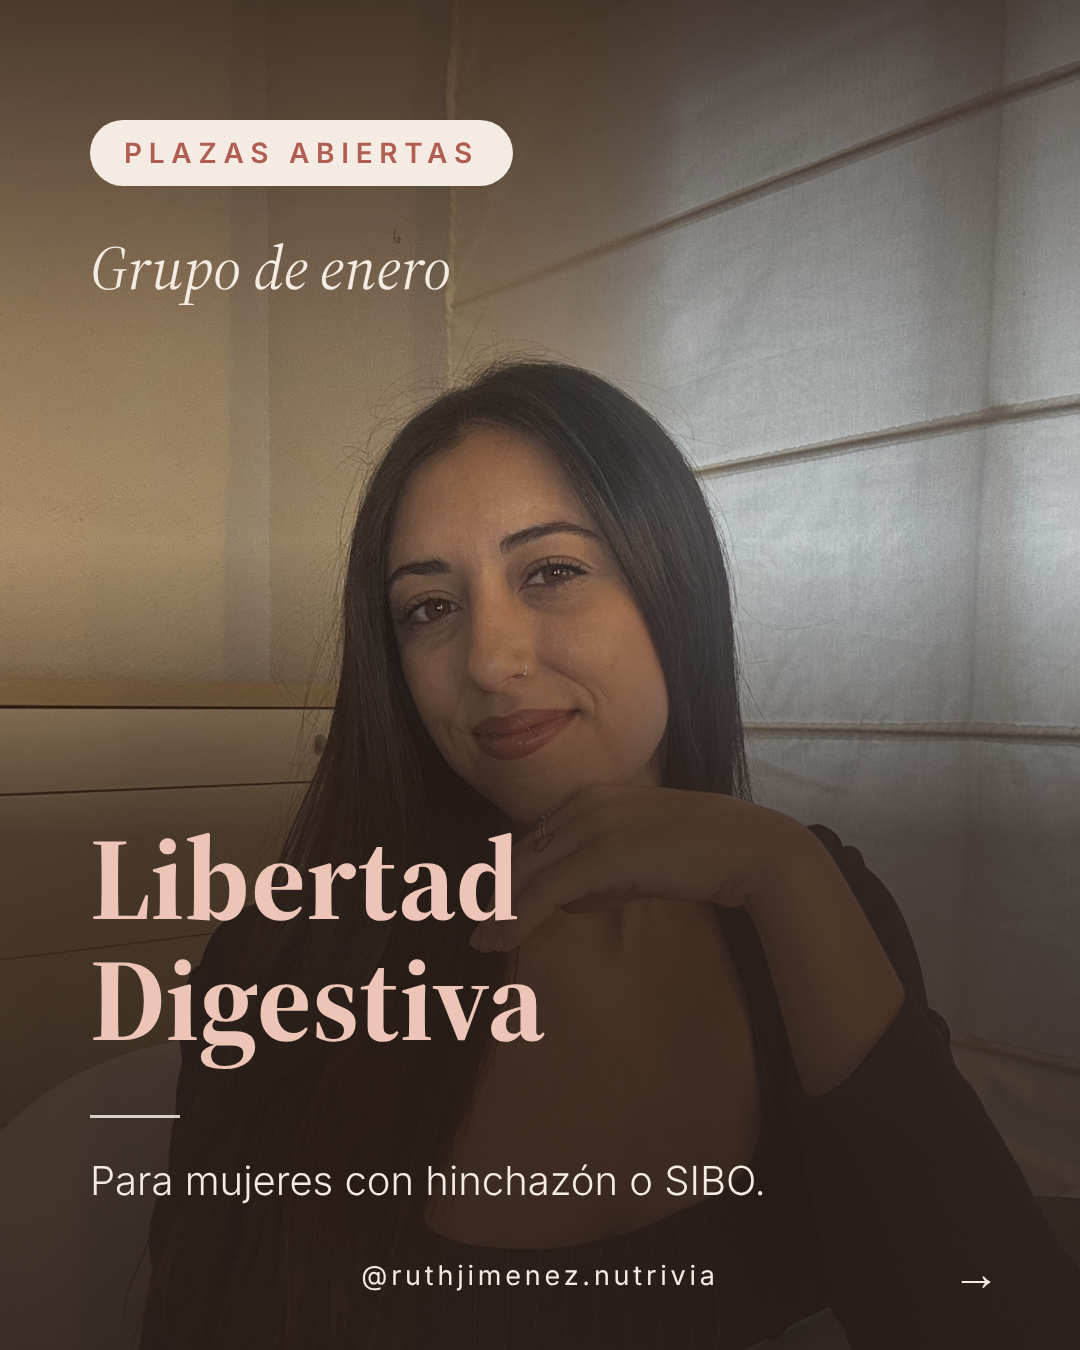 PLAZAS ABIERTAS
Grupo de enero
Libertad
Digestiva
Para mujeres con hinchazón o SIBO.
@ruthjimenez.nutrivia
→